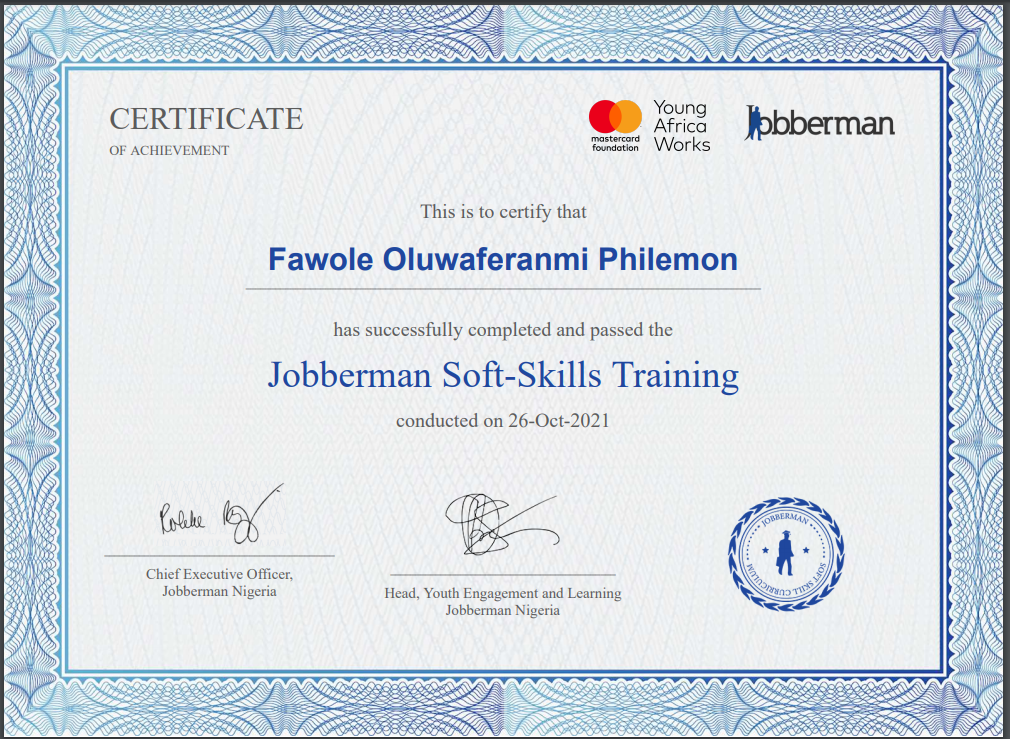 CERTIFICATE
OF ACHIEVEMENT
mastercard
foundation
Young
Africa
Works
Jobberman
This is to certify that
Fawole Oluwaferanmi Philemon
has successfully completed and passed the
Jobberman Soft-Skills Training
conducted on 26-Oct-2021
Chief Executive Officer,
Jobberman Nigeria
Head, Youth Engagement and Learning
Jobberman Nigeria
JOBBERMAN
SOFT SKILL CURRICULUM